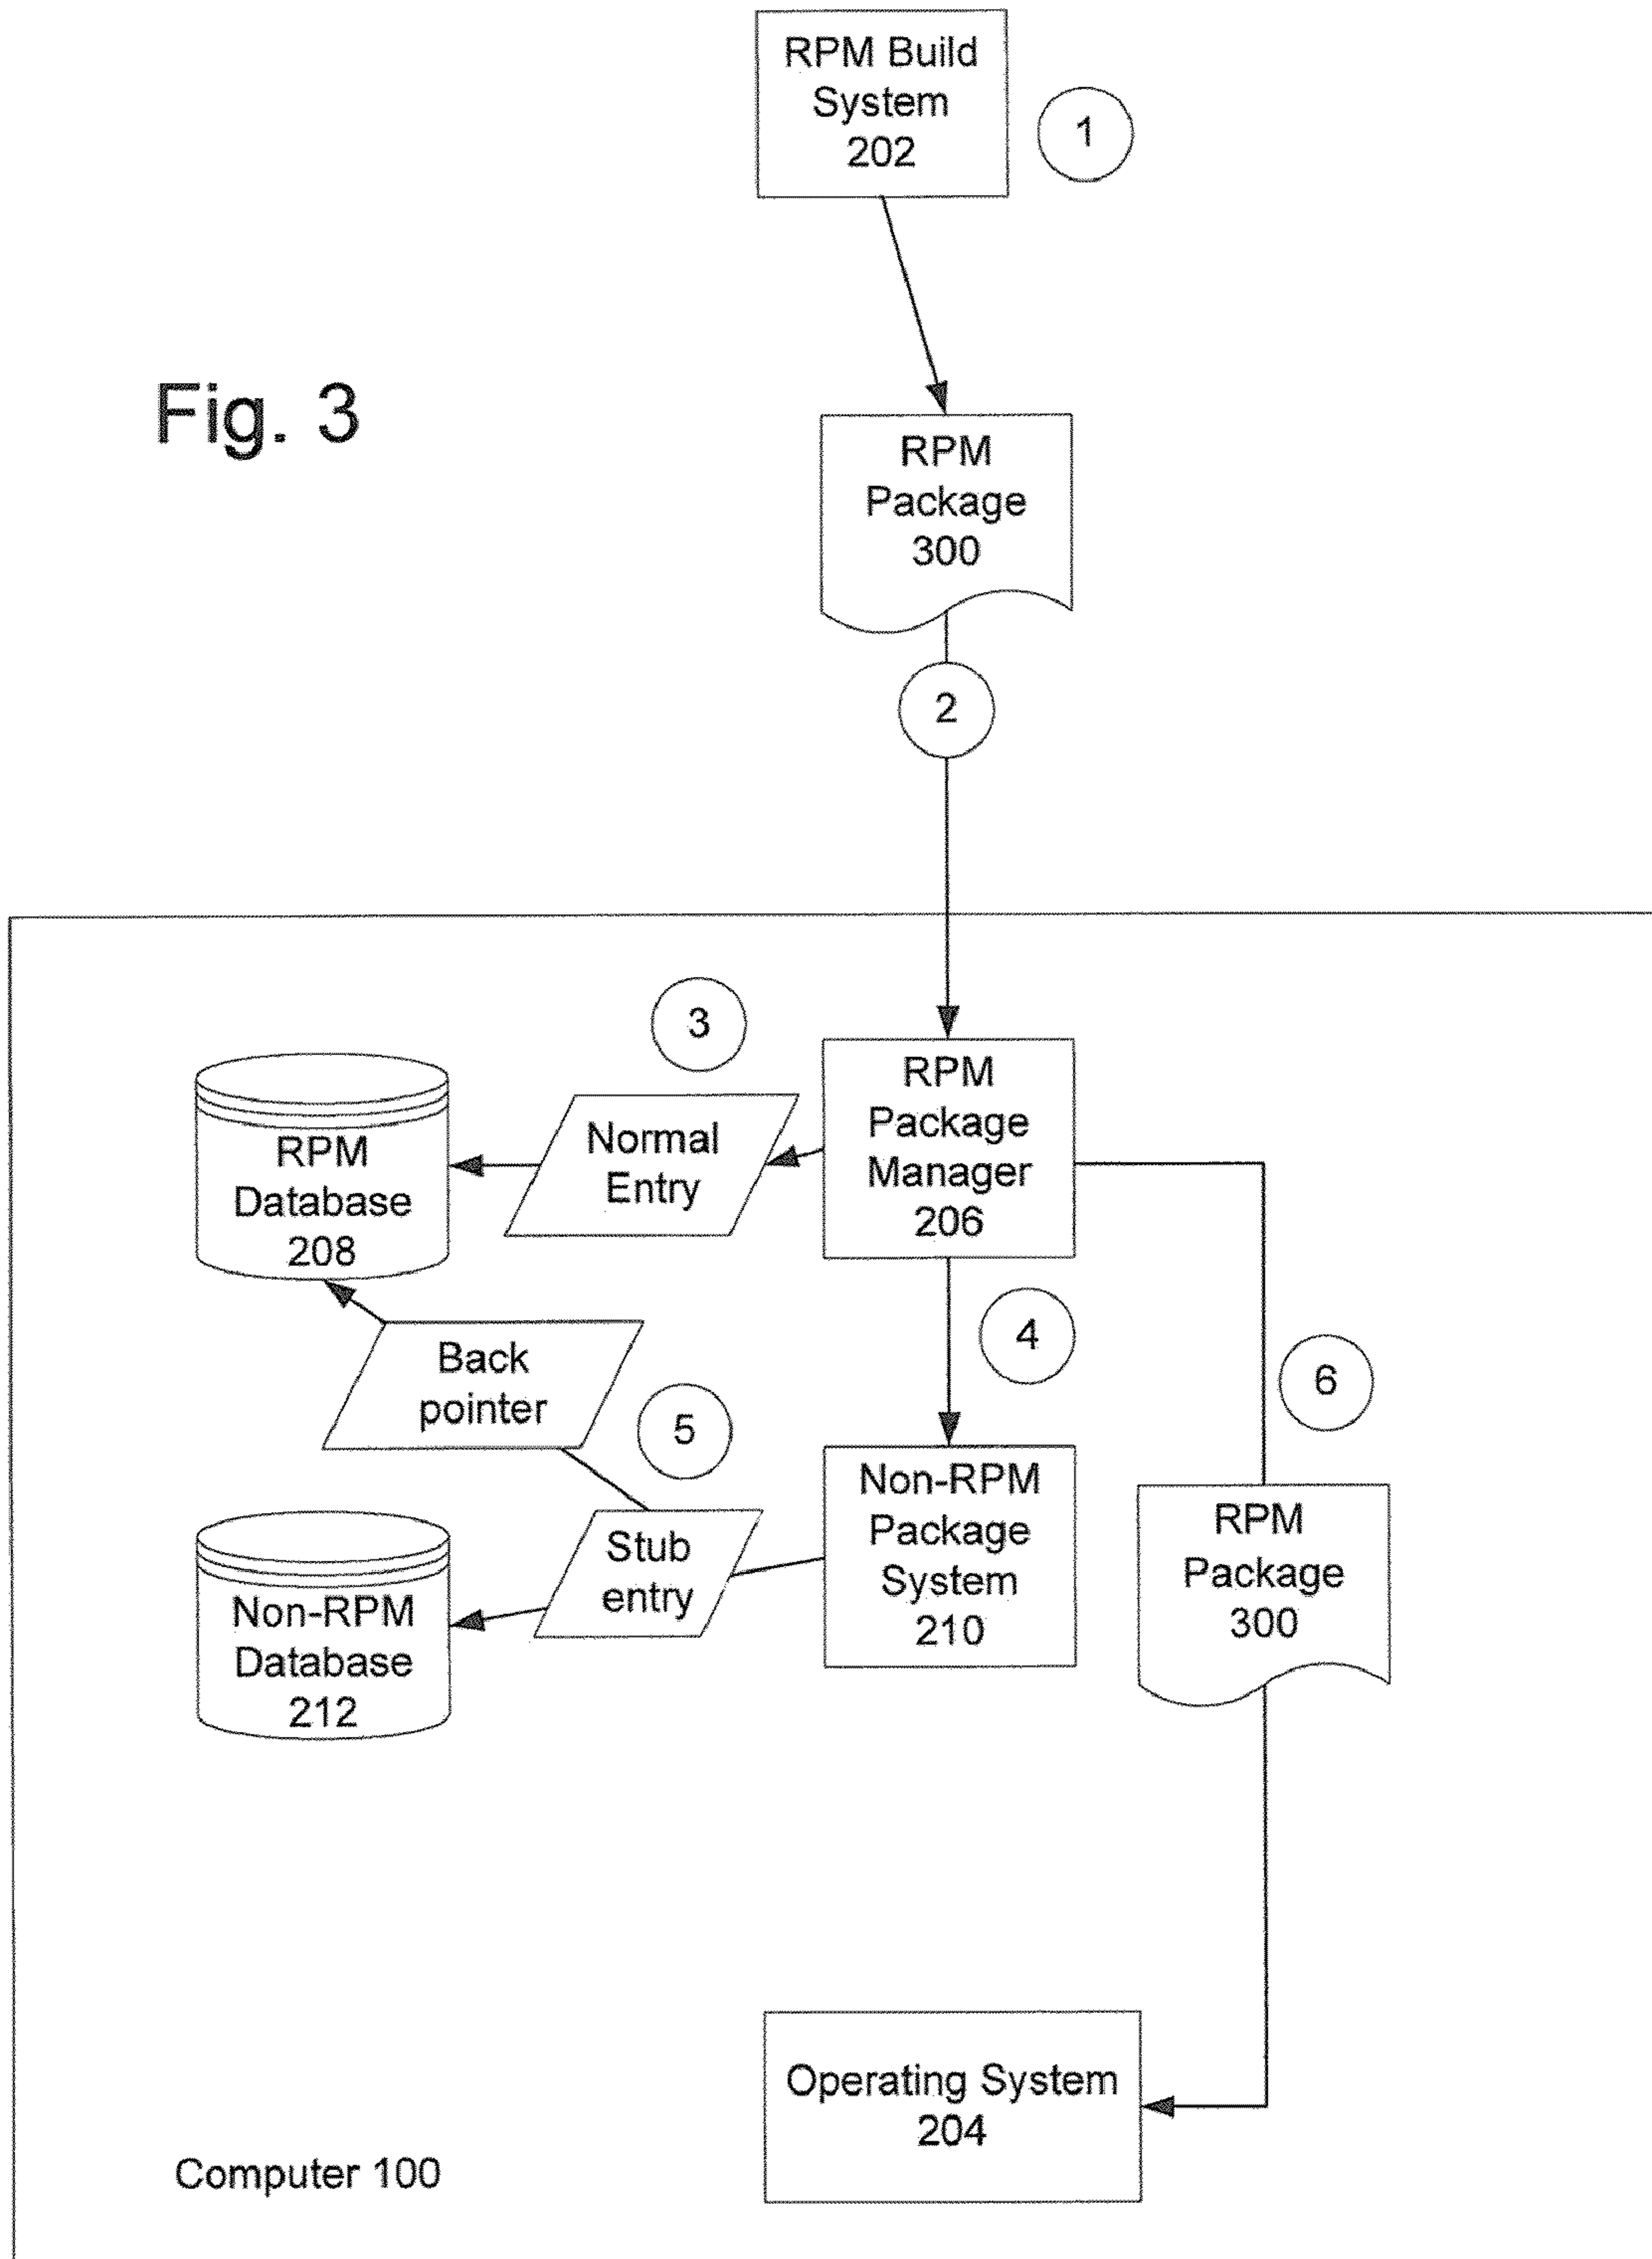 RPM Build
System
202
1
Fig. 3
RPM
Package
300
2
3
RPM
Package
Manager
206
Normal
Entry
RPM
Database
208
4
Back
pointer
6
5
Non-RPM
Package
System
210
RPM
Package
300
Stub
entry
Non-RPM
Database
212
Operating System
204
Computer 100